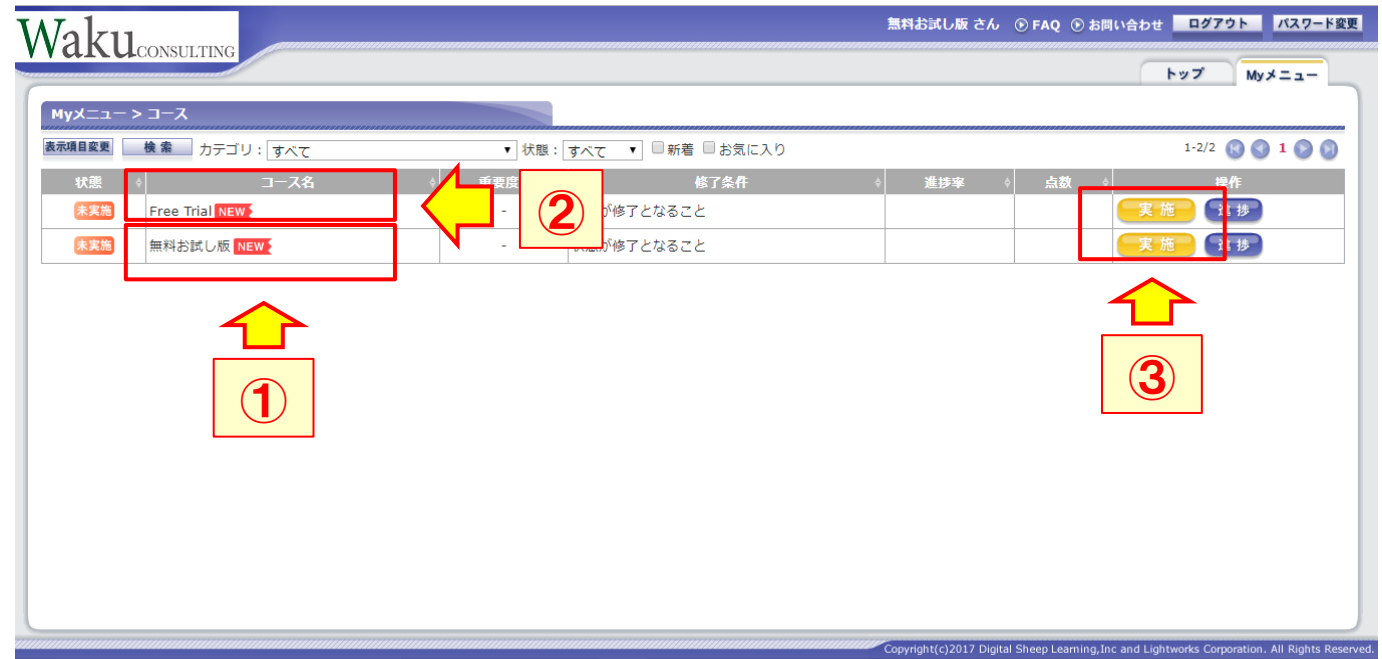 Waku CONSULTING
無料お試し版 さん FAQ お問い合わせ ログアウト パスワード変更
トップ Myメニュー
Myメニュー > コース
表示項目変更 検 索 カテゴリ : すべて 状態 : すべて 新着 お気に入り 1-2/2 1
状態 コース名 重要度 修了条件 進捗率 点数 操作
未実施 Free Trial NEW - が修了となること 実 施 進 捗
未実施 無料お試し版 NEW - 状態が修了となること 実 施 進 捗
②
①
③
Copyright(c)2017 Digital Sheep Learning,Inc and Lightworks Corporation. All Rights Reserved.